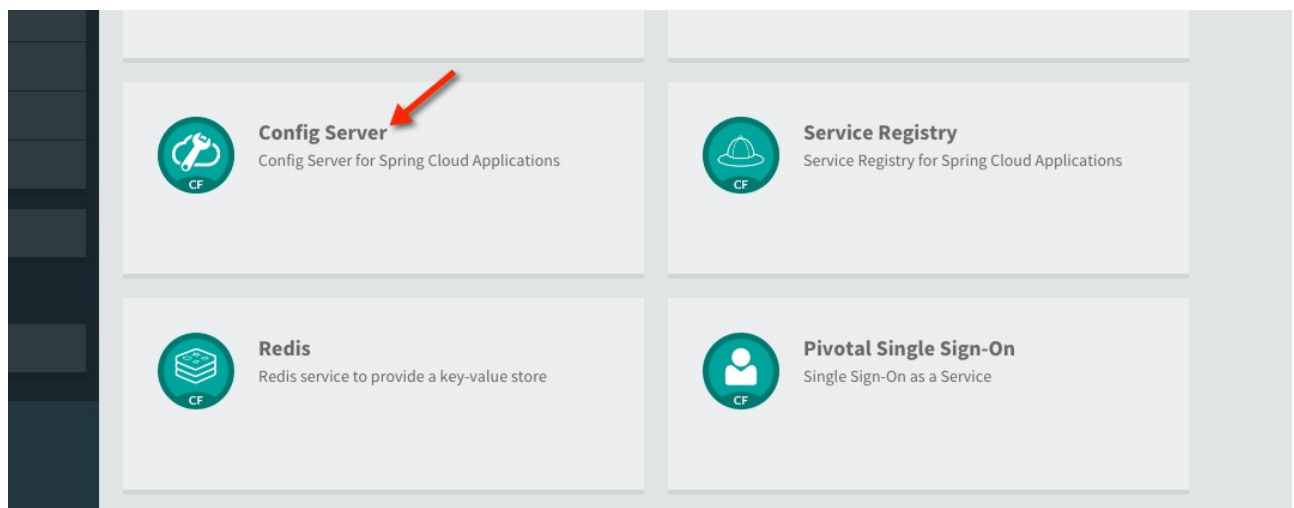 Config Server
Config Server for Spring Cloud Applications
CF
Service Registry
Service Registry for Spring Cloud Applications
CF
Redis
Redis service to provide a key-value store
CF
Pivotal Single Sign-On
Single Sign-On as a Service
CF